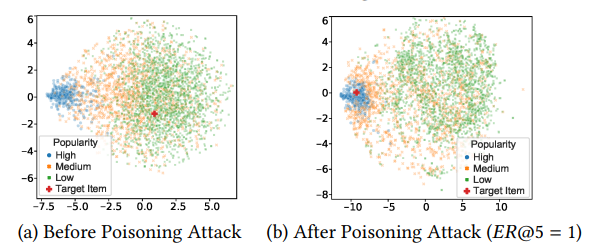 6
4
2
0
−2
−4
−6
Popularity
High
Medium
Low
Target Item
−7.5 −5.0 −2.5 0.0 2.5 5.0
(a) Before Poisoning Attack
6
4
2
0
−2
−4
−6
−8
Popularity
High
Medium
Low
Target Item
−10 −5 0 5 10
(b) After Poisoning Attack (ER@5 = 1)